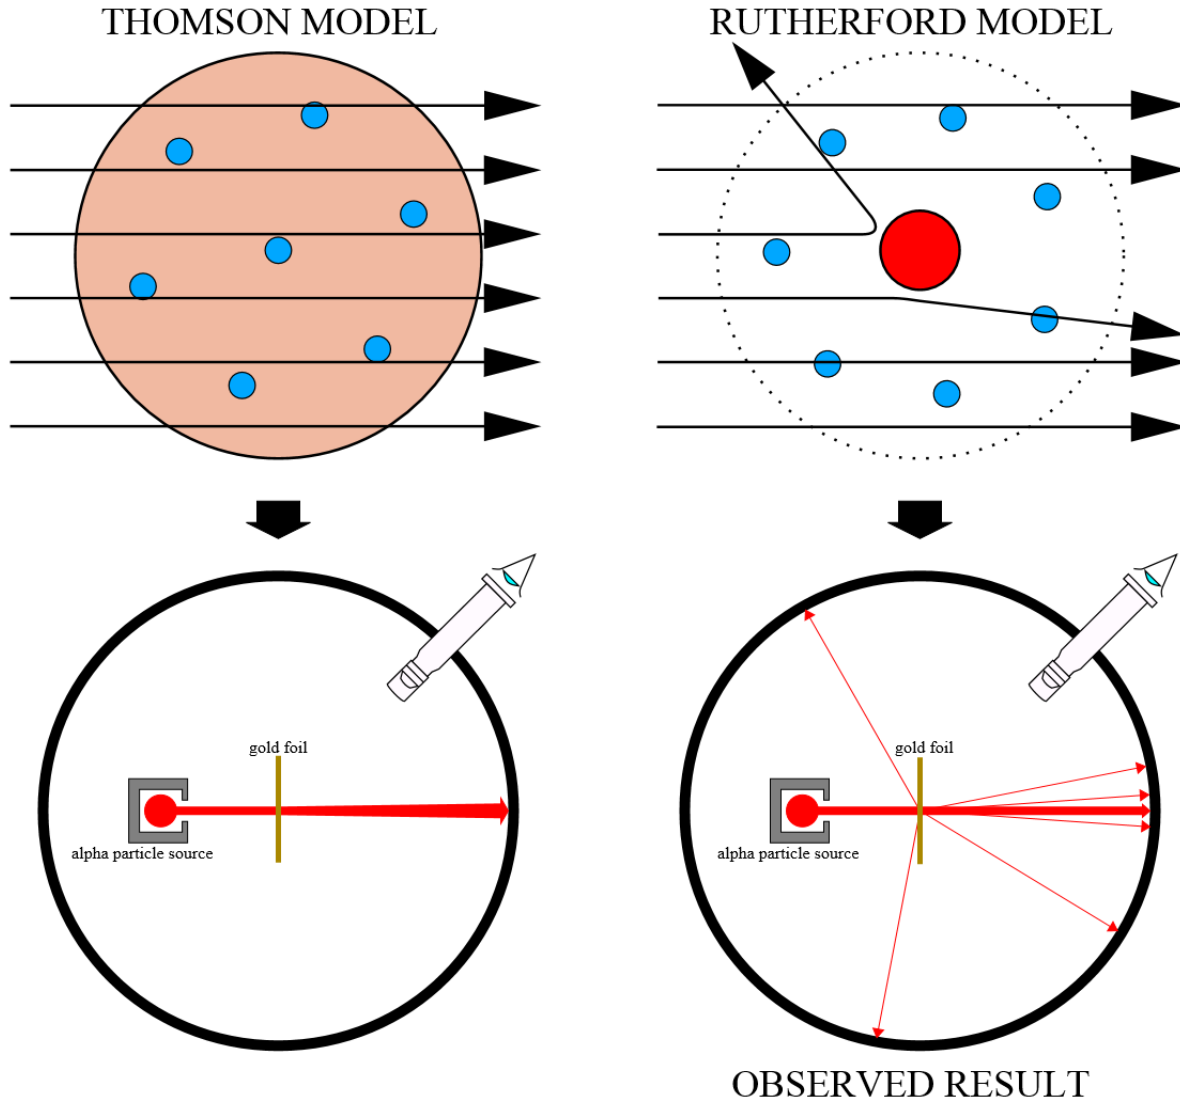 THOMSON MODEL
RUTHERFORD MODEL
gold foil
alpha particle source
gold foil
alpha particle source
OBSERVED RESULT